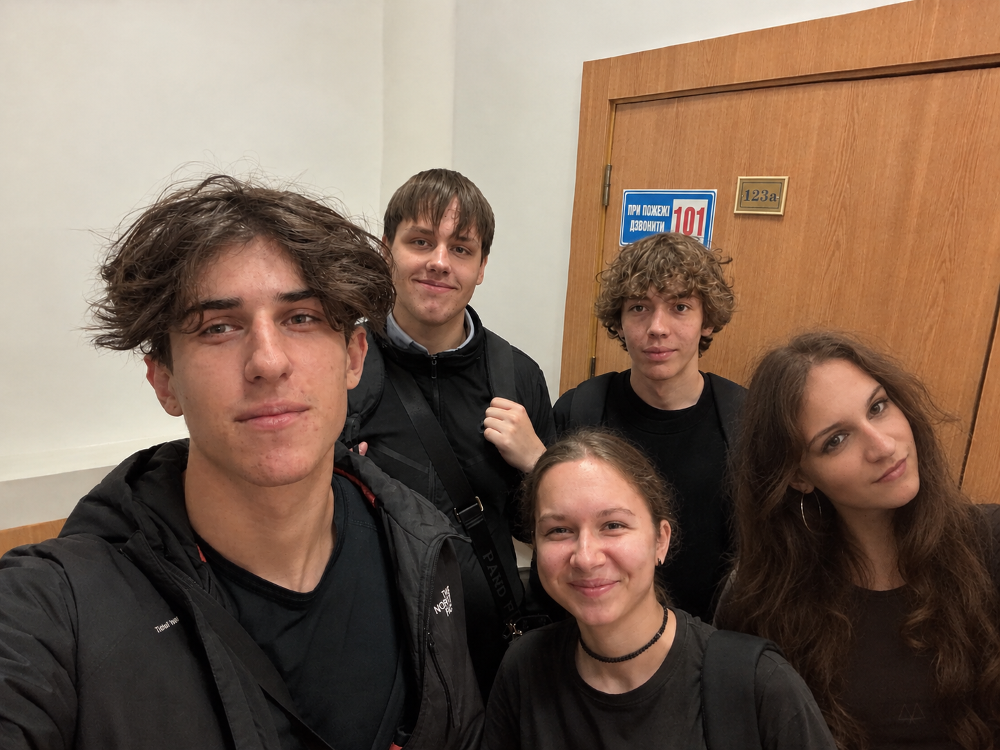 ПРИ ПОЖЕЖІ
ДЗВОНИТИ
101
123а
THE
NORTH
FACE